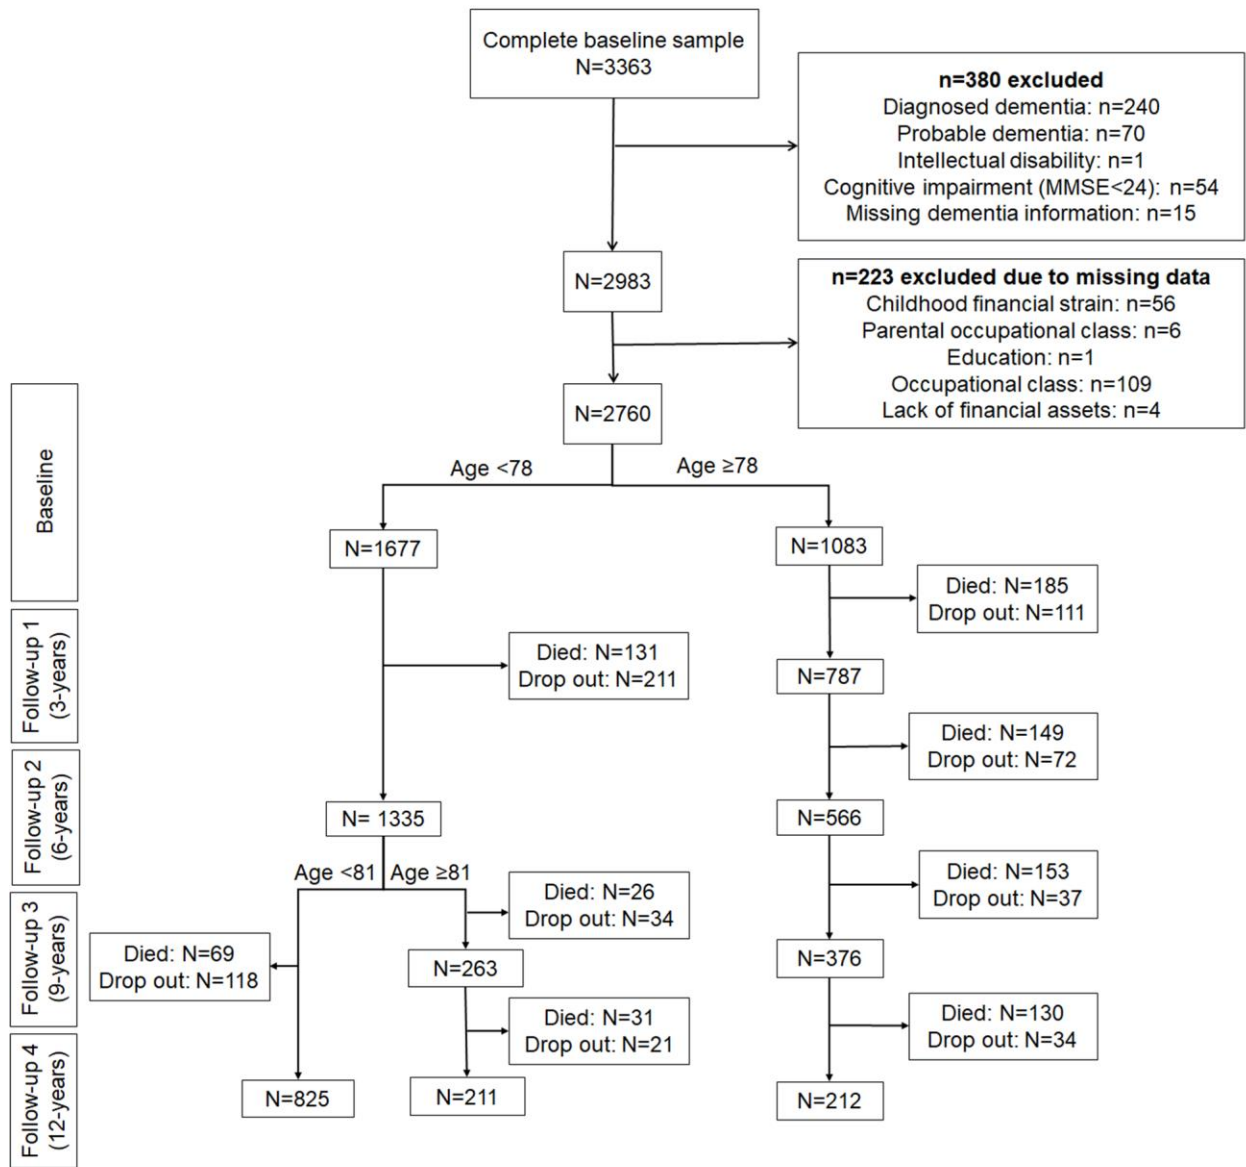 Complete baseline sample
N=3363
n=380 excluded
Diagnosed dementia: n=240
Probable dementia: n=70
Intellectual disability: n=1
Cognitive impairment (MMSE<24): n=54
Missing dementia information: n=15
N=2983
n=223 excluded due to missing data
Childhood financial strain: n=56
Parental occupational class: n=6
Education: n=1
Occupational class: n=109
Lack of financial assets: n=4
N=2760
Baseline
Age <78
Age ≥78
N=1677
N=1083
Died: N=185
Drop out: N=111
Follow-up 1
(3-years)
Died: N=131
Drop out: N=211
N=787
Died: N=149
Drop out: N=72
Follow-up 2
(6-years)
N= 1335
N=566
Age <81
Age ≥81
Died: N=26
Drop out: N=34
Died: N=153
Drop out: N=37
Follow-up 3
(9-years)
Died: N=69
Drop out: N=118
N=263
N=376
Died: N=31
Drop out: N=21
Died: N=130
Drop out: N=34
Follow-up 4
(12-years)
N=825
N=211
N=212